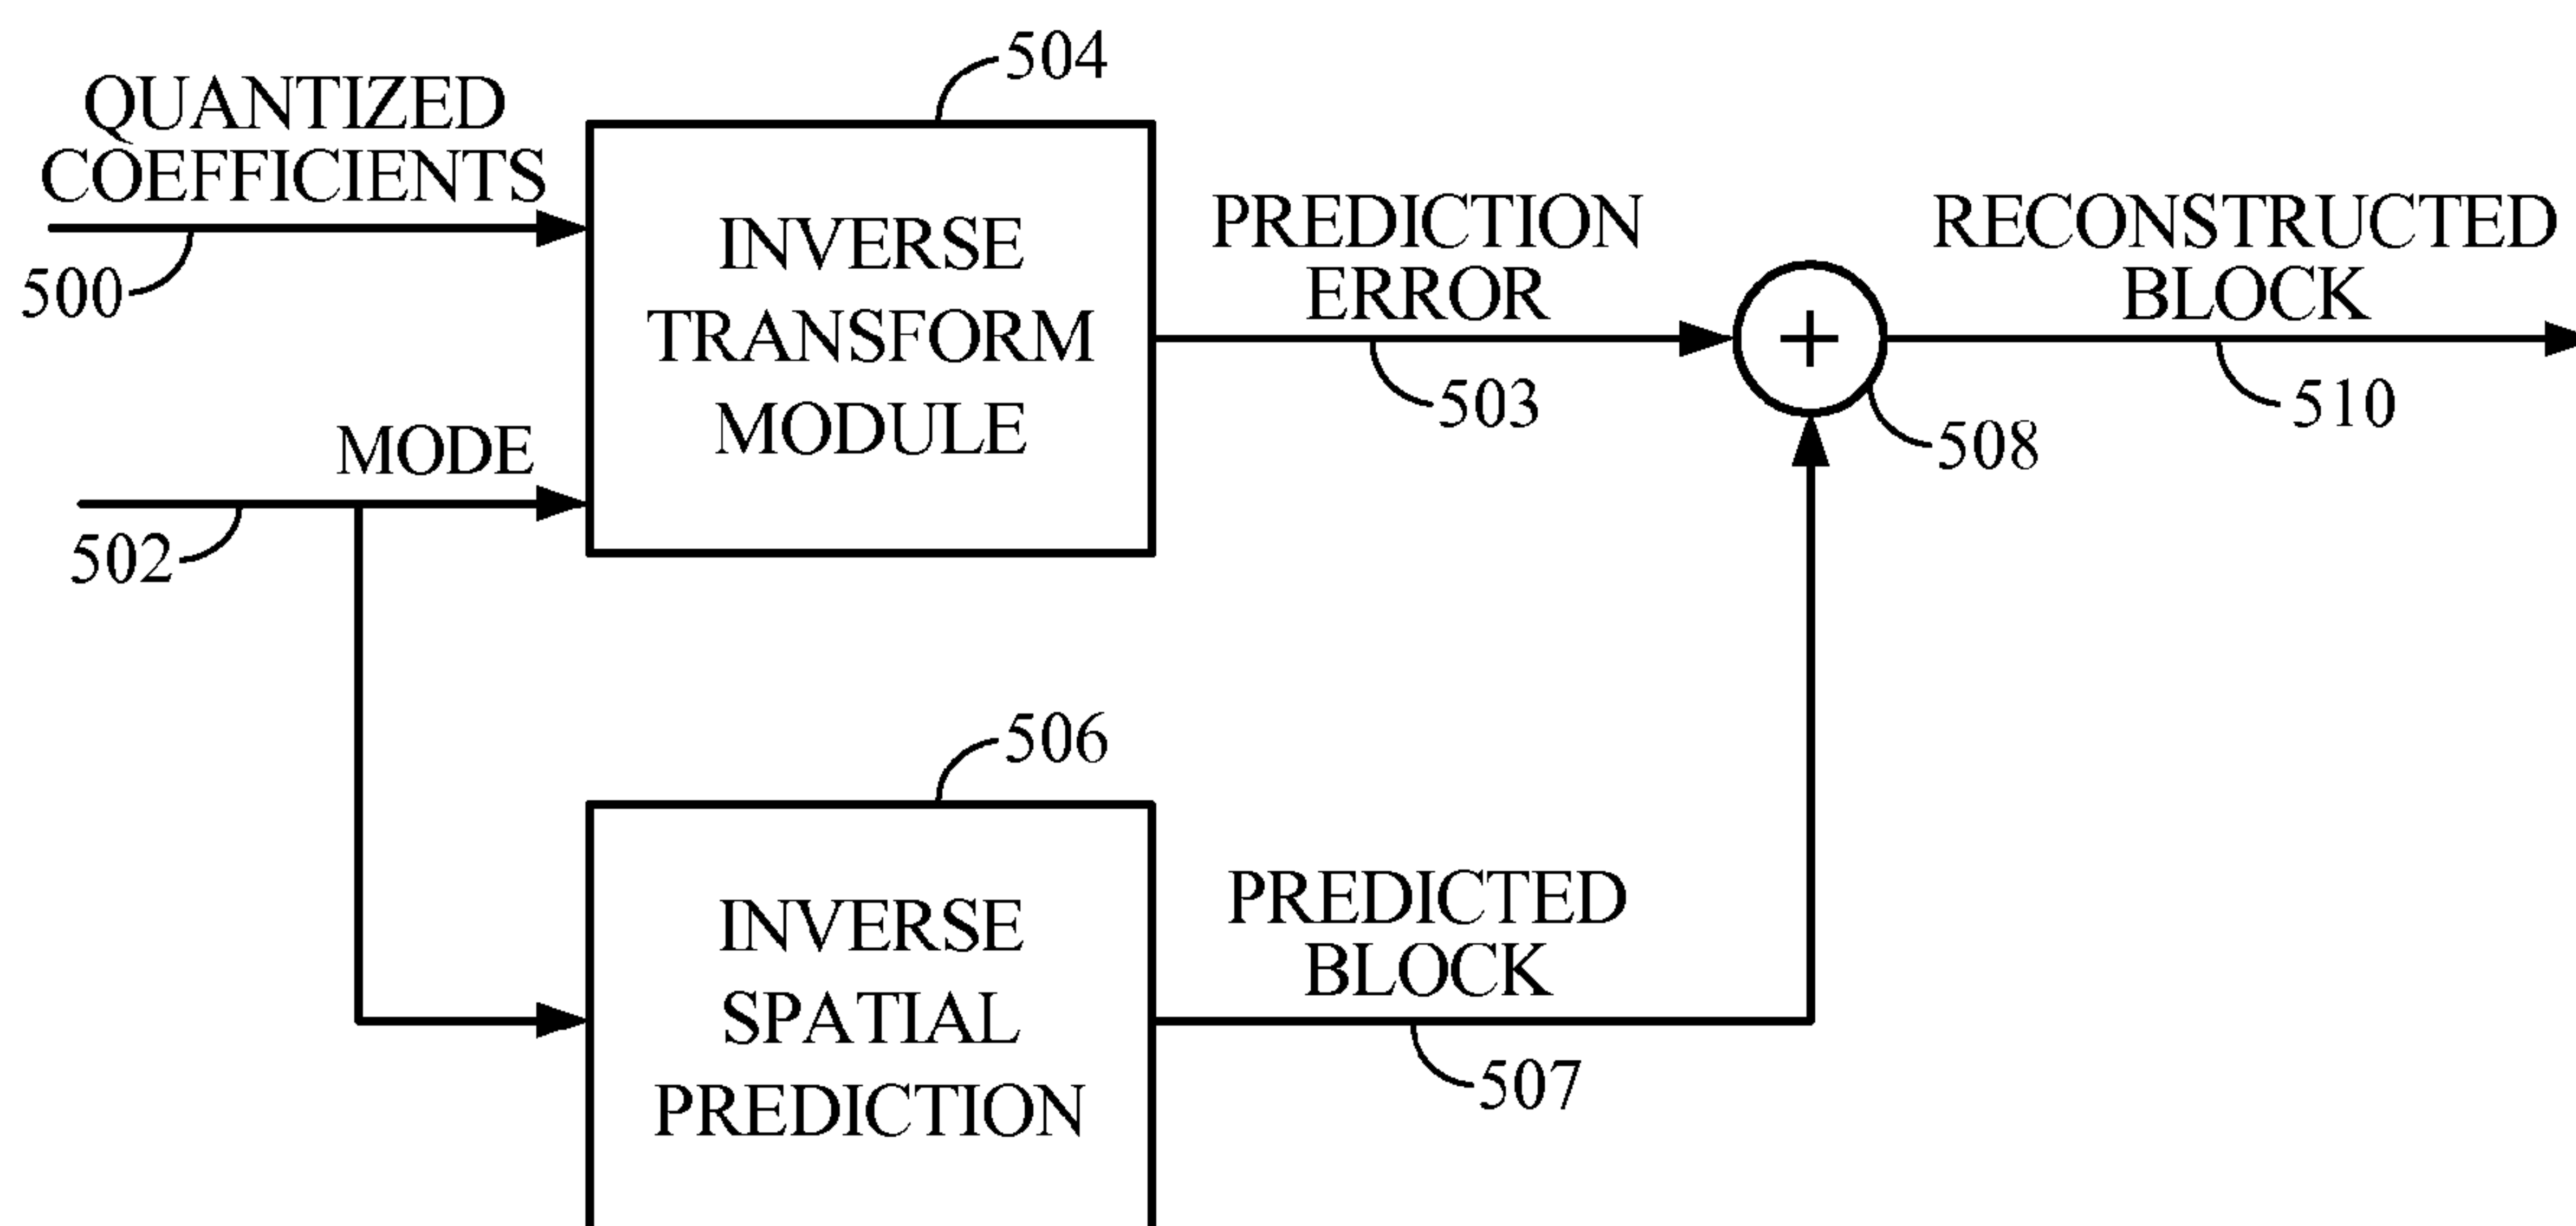 504
QUANTIZED
COEFFICIENTS
500
INVERSE
TRANSFORM
MODULE
PREDICTION
ERROR
503
RECONSTRUCTED
BLOCK
510
508
MODE
502
506
INVERSE
SPATIAL
PREDICTION
PREDICTED
BLOCK
507
+